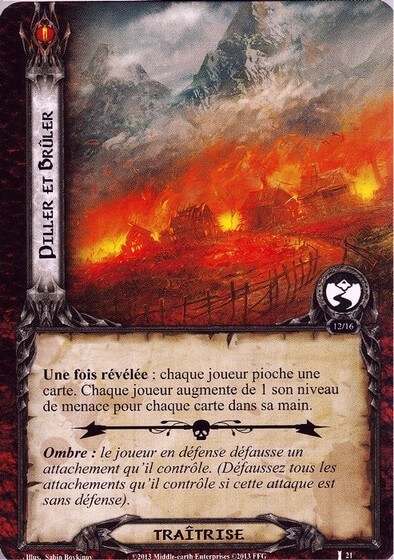 PILLER ET BRÛLER
12/16
Une fois révélée : chaque joueur pioche une
carte. Chaque joueur augmente de 1 son niveau
de menace pour chaque carte dans sa main.
Ombre : le joueur en défense défausse un
attachement qu'il contrôle. (Défaussez tous les
attachements qu'il contrôle si cette attaque est
sans défense).
TRAÎTRISE
Illus. Sabin Boykinov ©2013 Middle-earth Enterprises ©2013 FFG 21